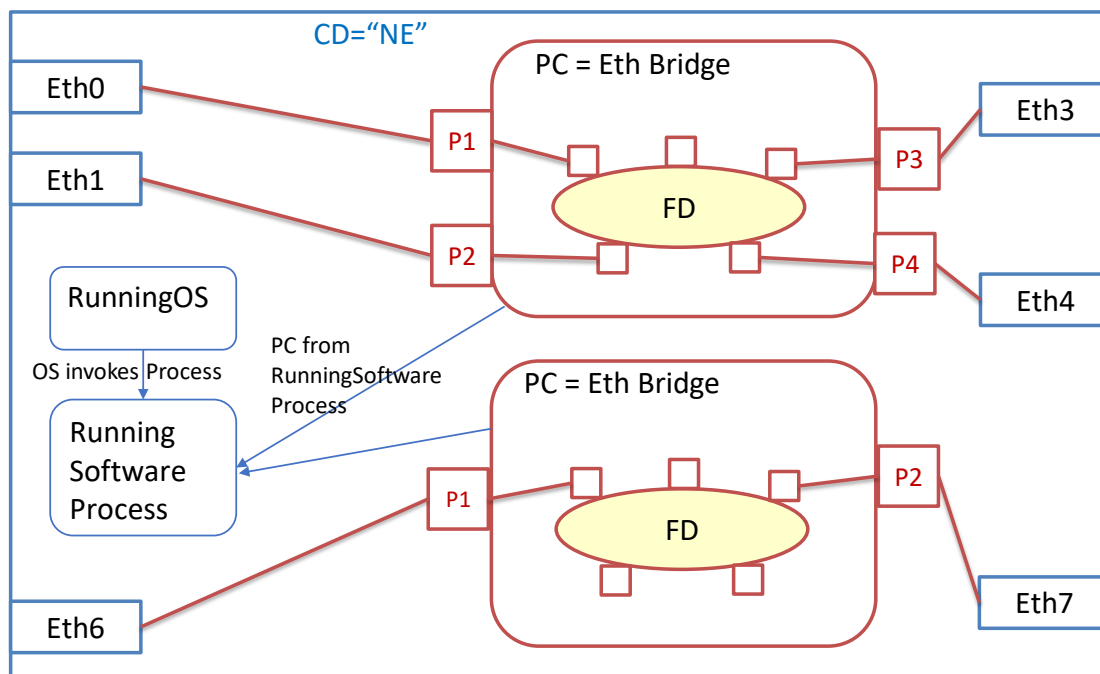 CD=“NE”
Eth0
PC = Eth Bridge
Eth3
P1
P3
Eth1
FD
P2
P4
RunningOS
Eth4
OS invokes Process
PC from
RunningSoftware
Process
PC = Eth Bridge
Running
Software
Process
P1
P2
FD
Eth6
Eth7